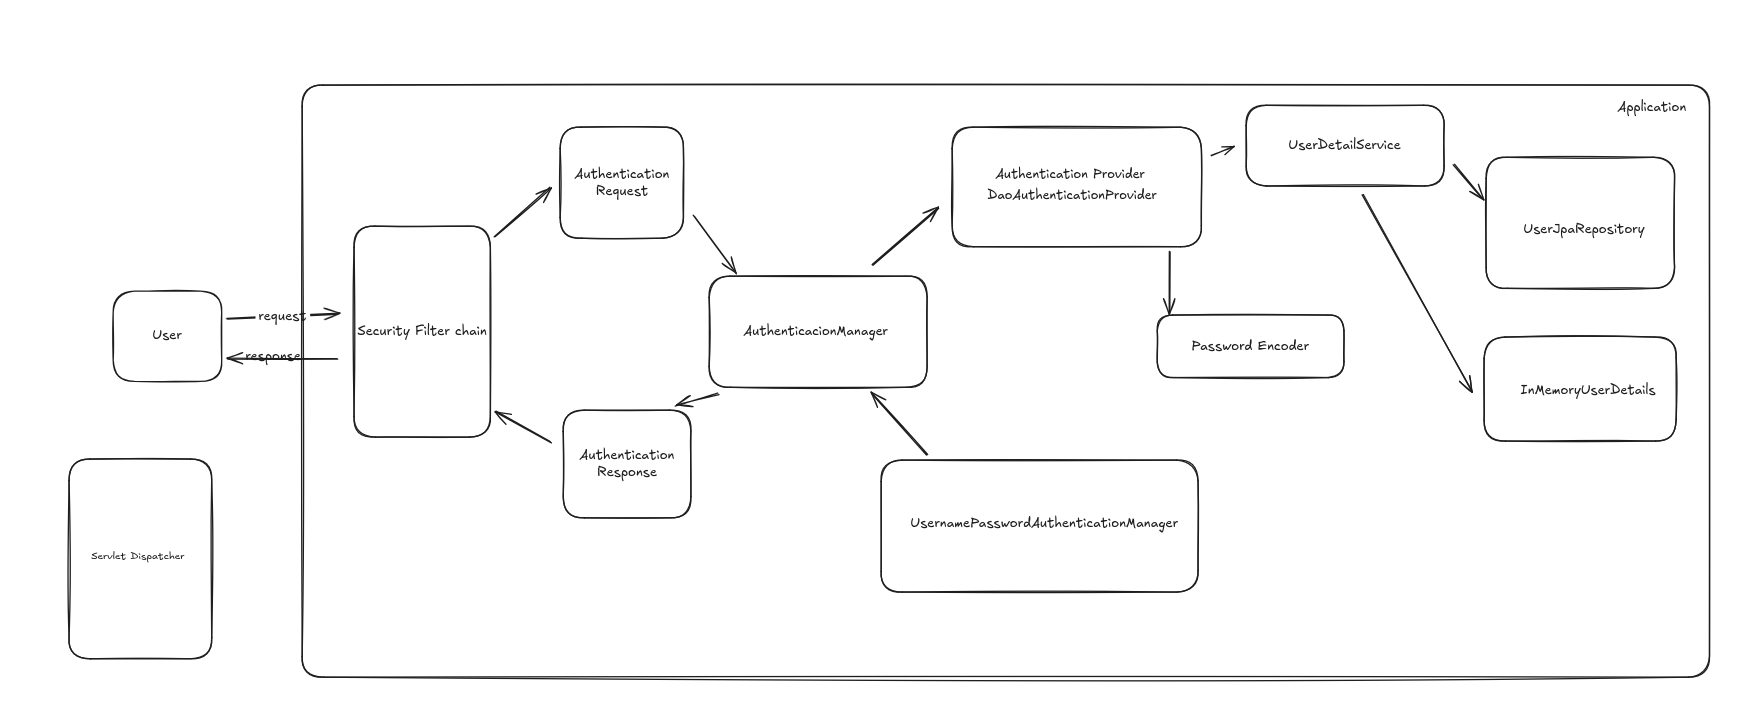 Application
UserDetailService
Authentication
Request
Authentication Provider
DaoAuthenticationProvider
UserJpaRepository
request
User
Security Filter chain
AuthenticacionManager
Password Encoder
response
InMemoryUserDetails
Authentication
Response
UsernamePasswordAuthenticationManager
Servlet Dispatcher